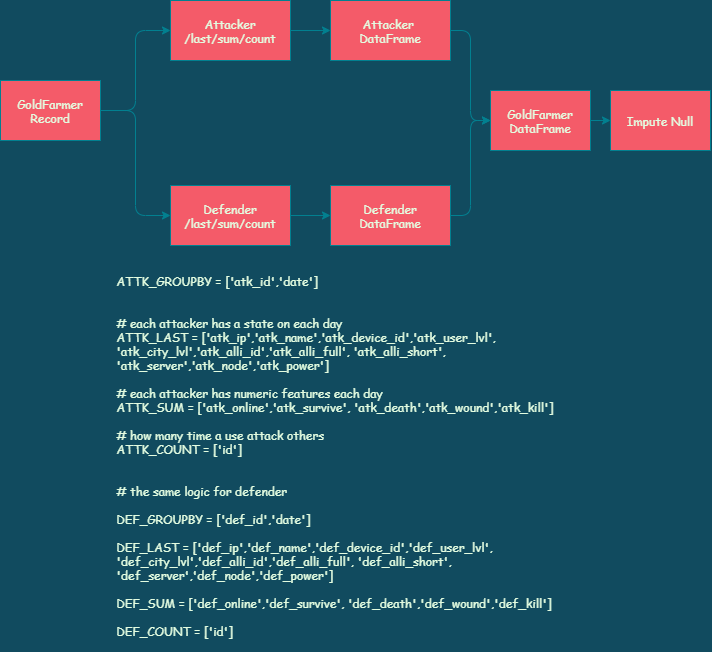 Attacker
/last/sum/count
Attacker
DataFrame
GoldFarmer
Record
GoldFarmer
DataFrame
Impute Null
Defender
/last/sum/count
Defender
DataFrame
ATTK_GROUPBY = ['atk_id','date']
# each attacker has a state on each day
ATTK_LAST = ['atk_ip','atk_name','atk_device_id','atk_user_lvl',
'atk_city_lvl','atk_alli_id','atk_alli_full', 'atk_alli_short',
'atk_server','atk_node','atk_power']
# each attacker has numeric features each day
ATTK_SUM = ['atk_online','atk_survive', 'atk_death','atk_wound','atk_kill']
# how many time a use attack others
ATTK_COUNT = ['id']
# the same logic for defender
DEF_GROUPBY = ['def_id','date']
DEF_LAST = ['def_ip','def_name','def_device_id','def_user_lvl',
'def_city_lvl','def_alli_id','def_alli_full', 'def_alli_short',
'def_server','def_node','def_power']
DEF_SUM = ['def_online','def_survive', 'def_death','def_wound','def_kill']
DEF_COUNT = ['id']